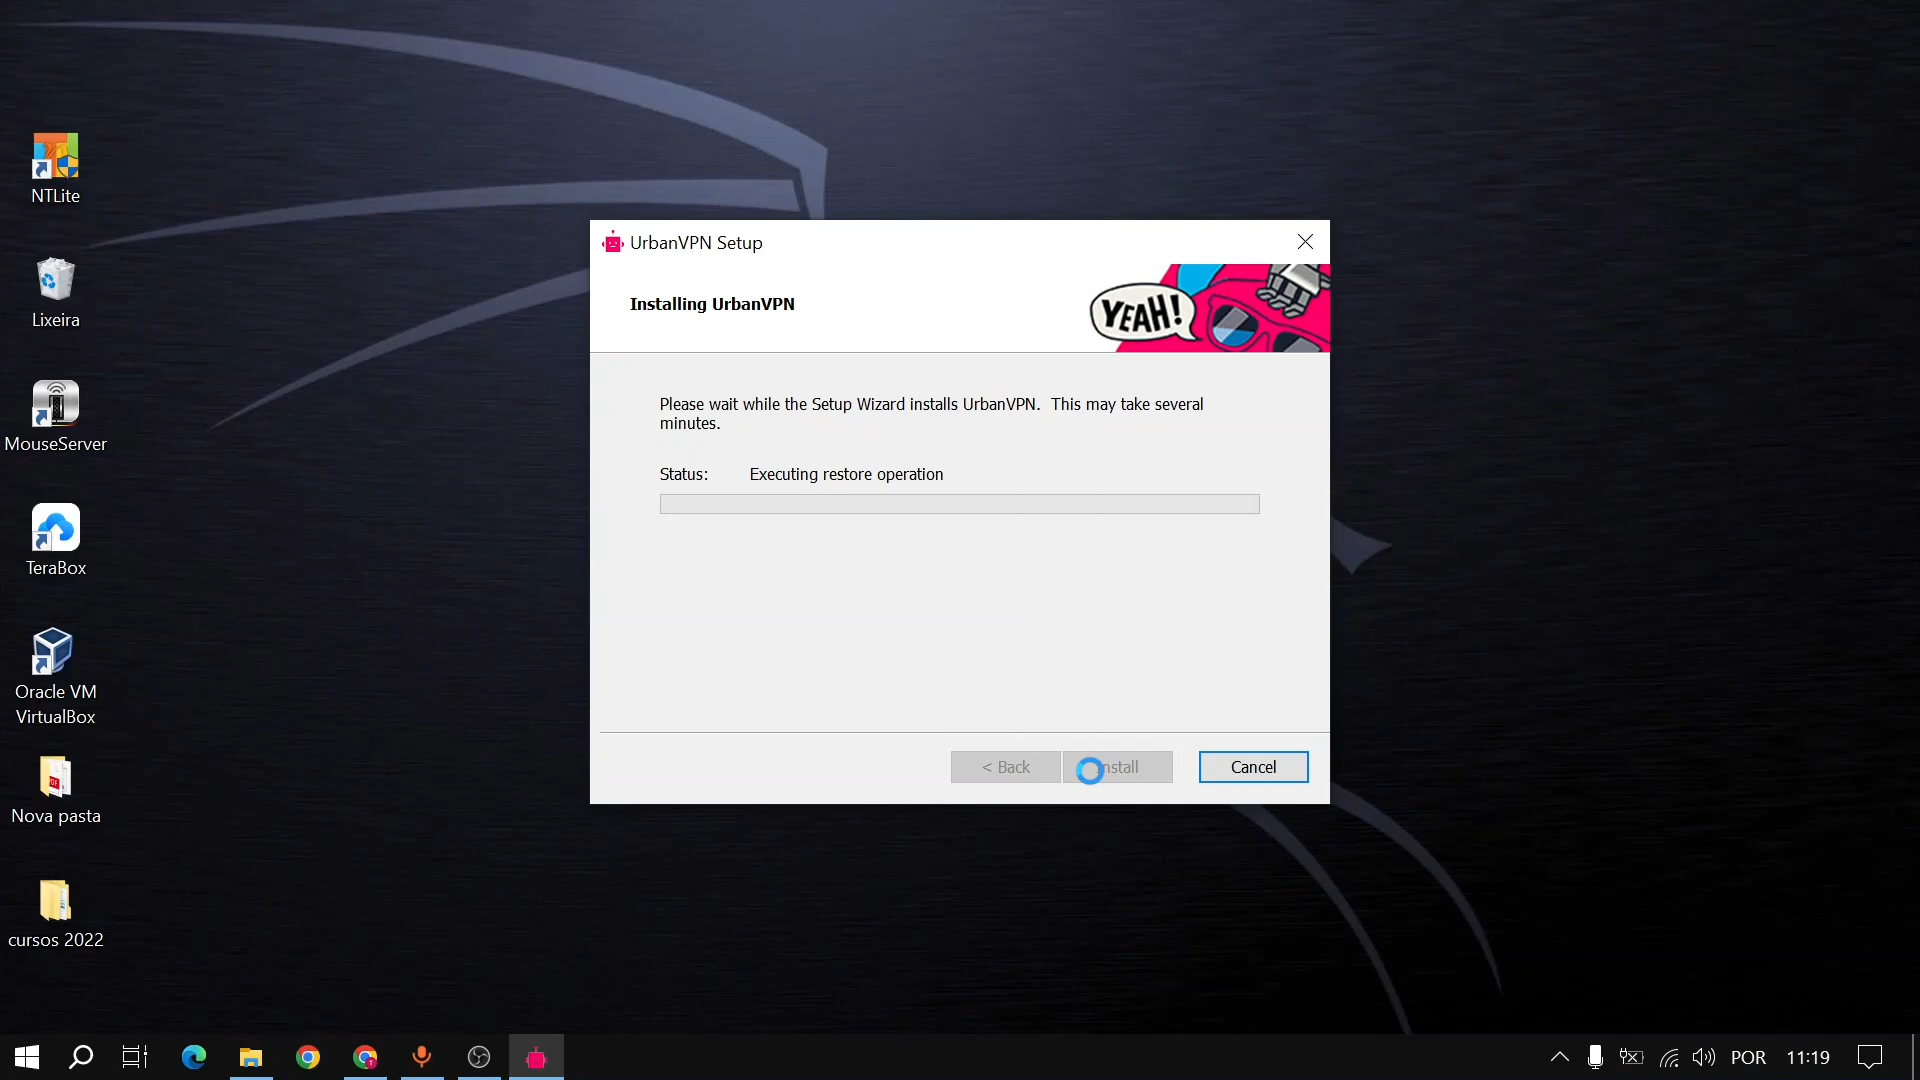 NTLite
Lixeira
MouseServer
TeraBox
Oracle VM
VirtualBox
Nova pasta
cursos 2022
UrbanVPN Setup
Installing UrbanVPN
YEAH!
Please wait while the Setup Wizard installs UrbanVPN. This may take several
minutes.
Status: Executing restore operation
< Back
Cancel
POR
11:19